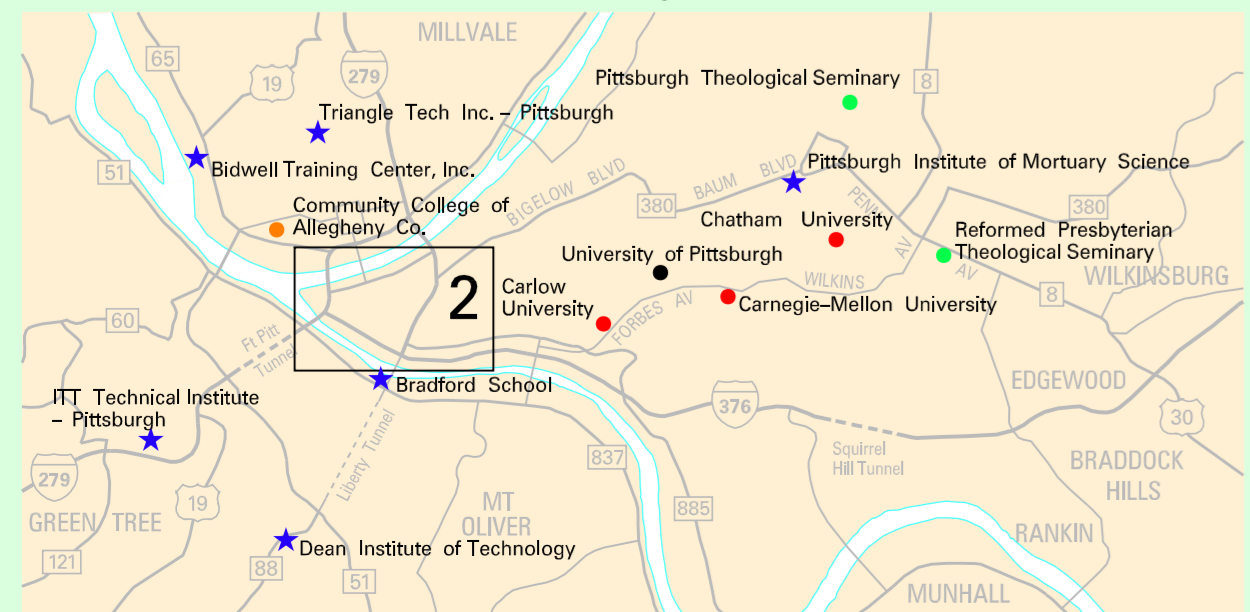 MILLVALE
65
19
279
Pittsburgh Theological Seminary
8
Triangle Tech Inc. – Pittsburgh
51
Bidwell Training Center, Inc.
BIGELOW BLVD
BAUM BLVD
Pittsburgh Institute of Mortuary Science
380
PENN
AV
380
Community College of
Allegheny Co.
Chatham University
Reformed Presbyterian
Theological Seminary
University of Pittsburgh
AV
WILKINS
WILKINSBURG
2
Carlow
University
FORBES AV
Carnegie–Mellon University
8
60
Ft Pitt
Tunnel
Bradford School
EDGEWOOD
ITT Technical Institute
– Pittsburgh
376
30
Liberty Tunnel
Squirrel
Hill Tunnel
837
BRADDOCK
HILLS
279
19
GREEN TREE
MT
OLIVER
885
RANKIN
Dean Institute of Technology
121
88
51
MUNHALL